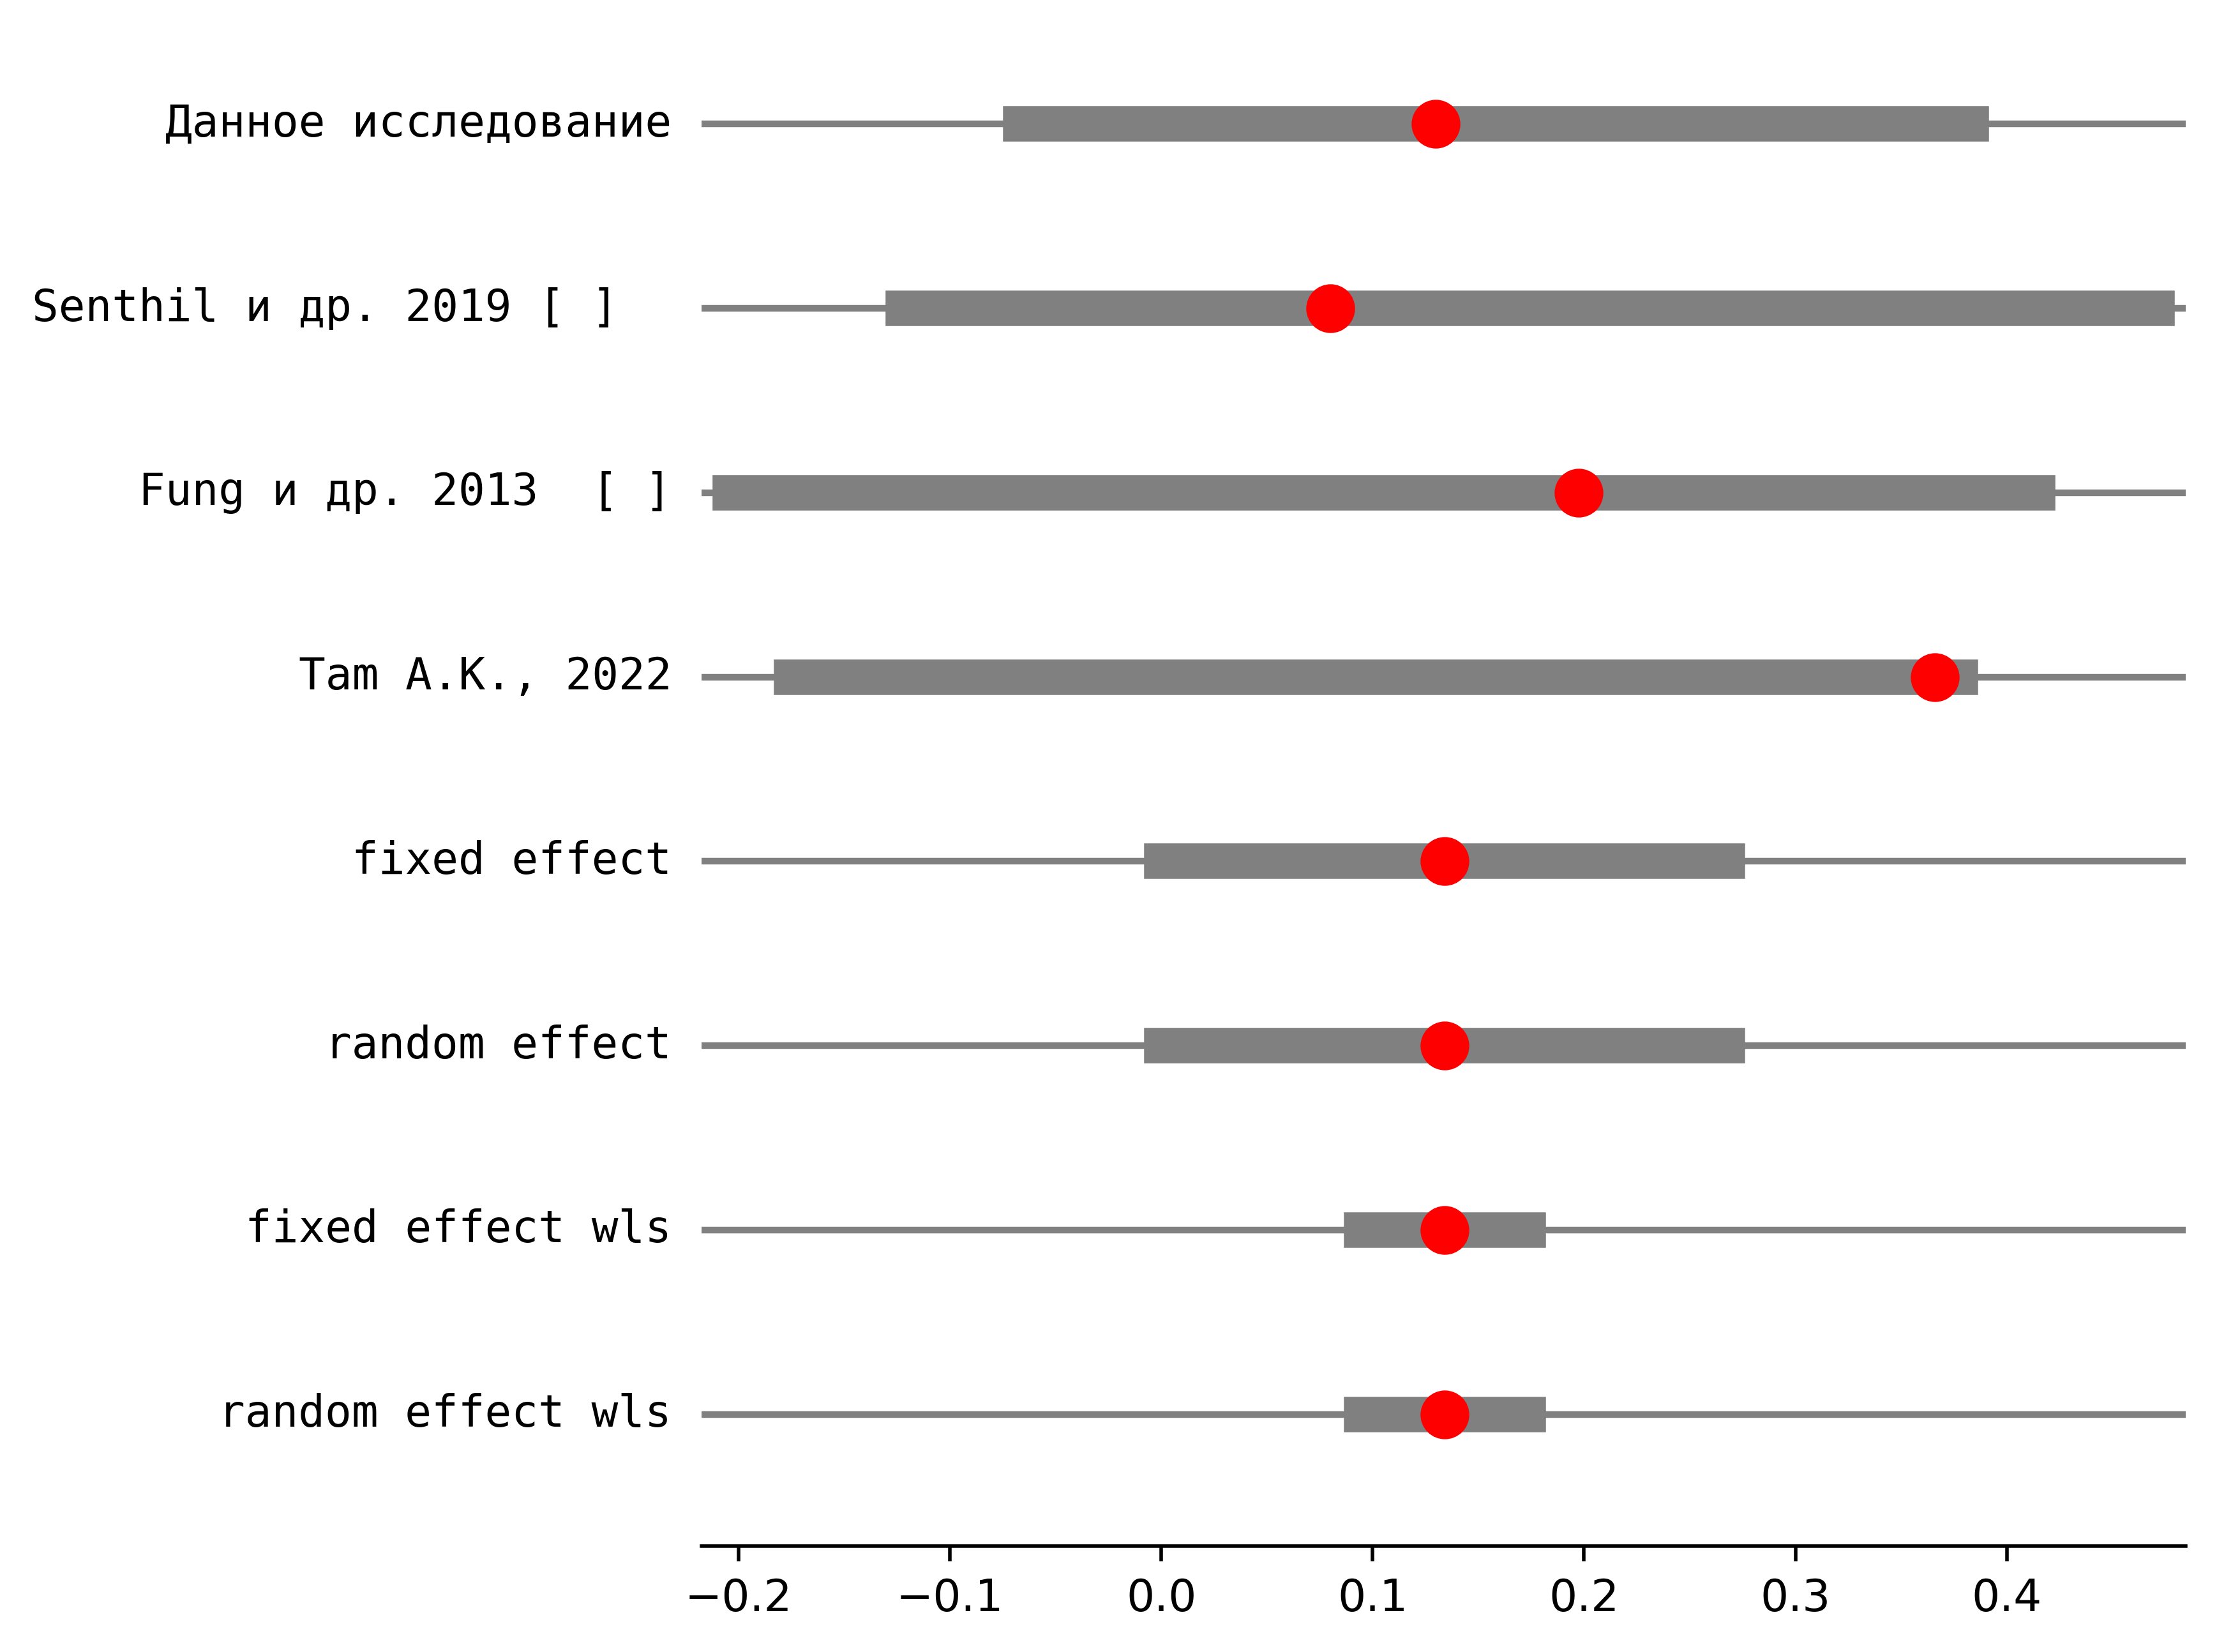 Данное исследование
Senthil и др. 2019 [ ]
Fung и др. 2013  [ ]
Tam A.K., 2022
fixed effect
random effect
fixed effect wls
random effect wls
−0.2 −0.1 0.0 0.1 0.2 0.3 0.4